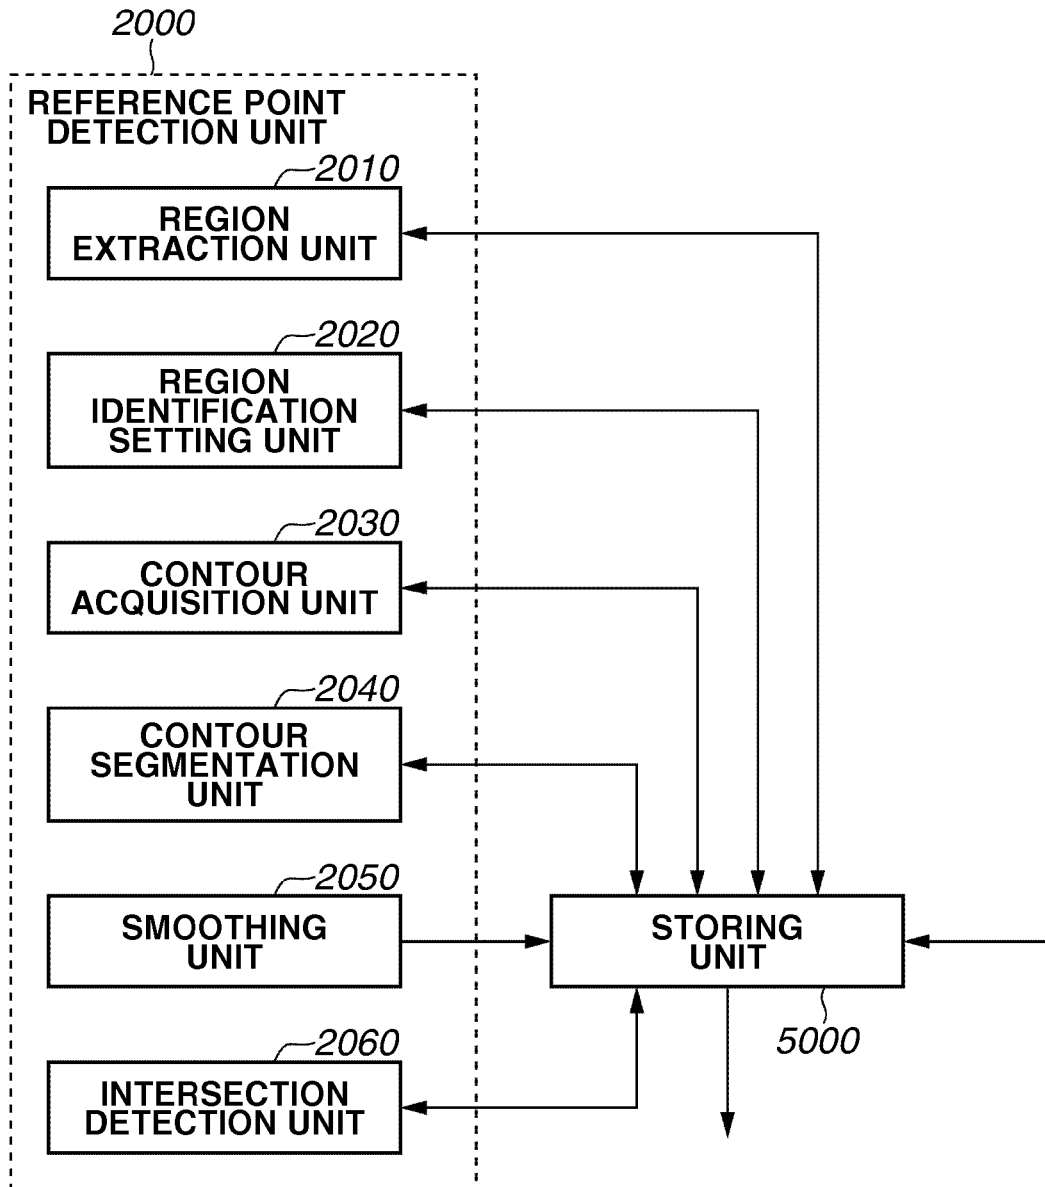 2000
REFERENCE POINT
DETECTION UNIT
2010
REGION
EXTRACTION UNIT
2020
REGION
IDENTIFICATION
SETTING UNIT
2030
CONTOUR
ACQUISITION UNIT
2040
CONTOUR
SEGMENTATION
UNIT
2050
SMOOTHING
UNIT
STORING
UNIT
5000
2060
INTERSECTION
DETECTION UNIT